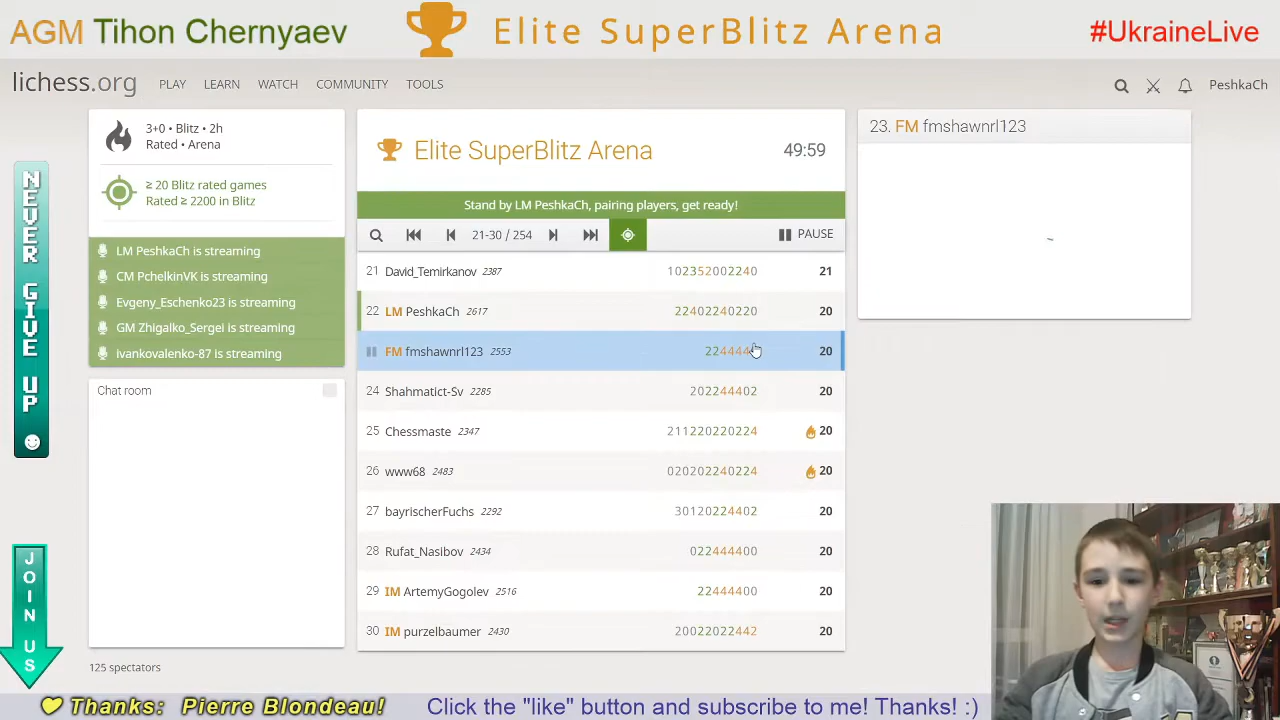 AGM Tihon Chernyaev
Elite SuperBlitz Arena
#UkraineLive
lichess.org
PLAY LEARN WATCH COMMUNITY TOOLS
PeshkaCh
3+0 • Blitz • 2h
Rated • Arena
≥ 20 Blitz rated games
Rated ≥ 2200 in Blitz
LM PeshkaCh is streaming
CM PchelkinVK is streaming
Evgeny_Eschenko23 is streaming
GM Zhigalko_Sergei is streaming
ivankovalenko-87 is streaming
Chat room
125 spectators
NEVER GIVE UP
JOIN US
Elite SuperBlitz Arena 49:59
Stand by LM PeshkaCh, pairing players, get ready!
21-30 / 254 PAUSE
21 David_Temirkanov 2387 102352002240 21
22 LM PeshkaCh 2617 22402240220 20
FM fmshawnrl123 2553 224444 20
24 Shahmatict-Sv 2285 202244402 20
25 Chessmaste 2347 211220220224 20
26 www68 2483 020202240224 20
27 bayrischerFuchs 2292 30120224402 20
28 Rufat_Nasibov 2434 022444400 20
29 IM ArtemyGogolev 2516 22444400 20
30 IM purzelbaumer 2430 20022022442 20
23. FM fmshawnrl123
Thanks: Pierre Blondeau!
Click the "like" button and subscribe to me! Thanks! :)